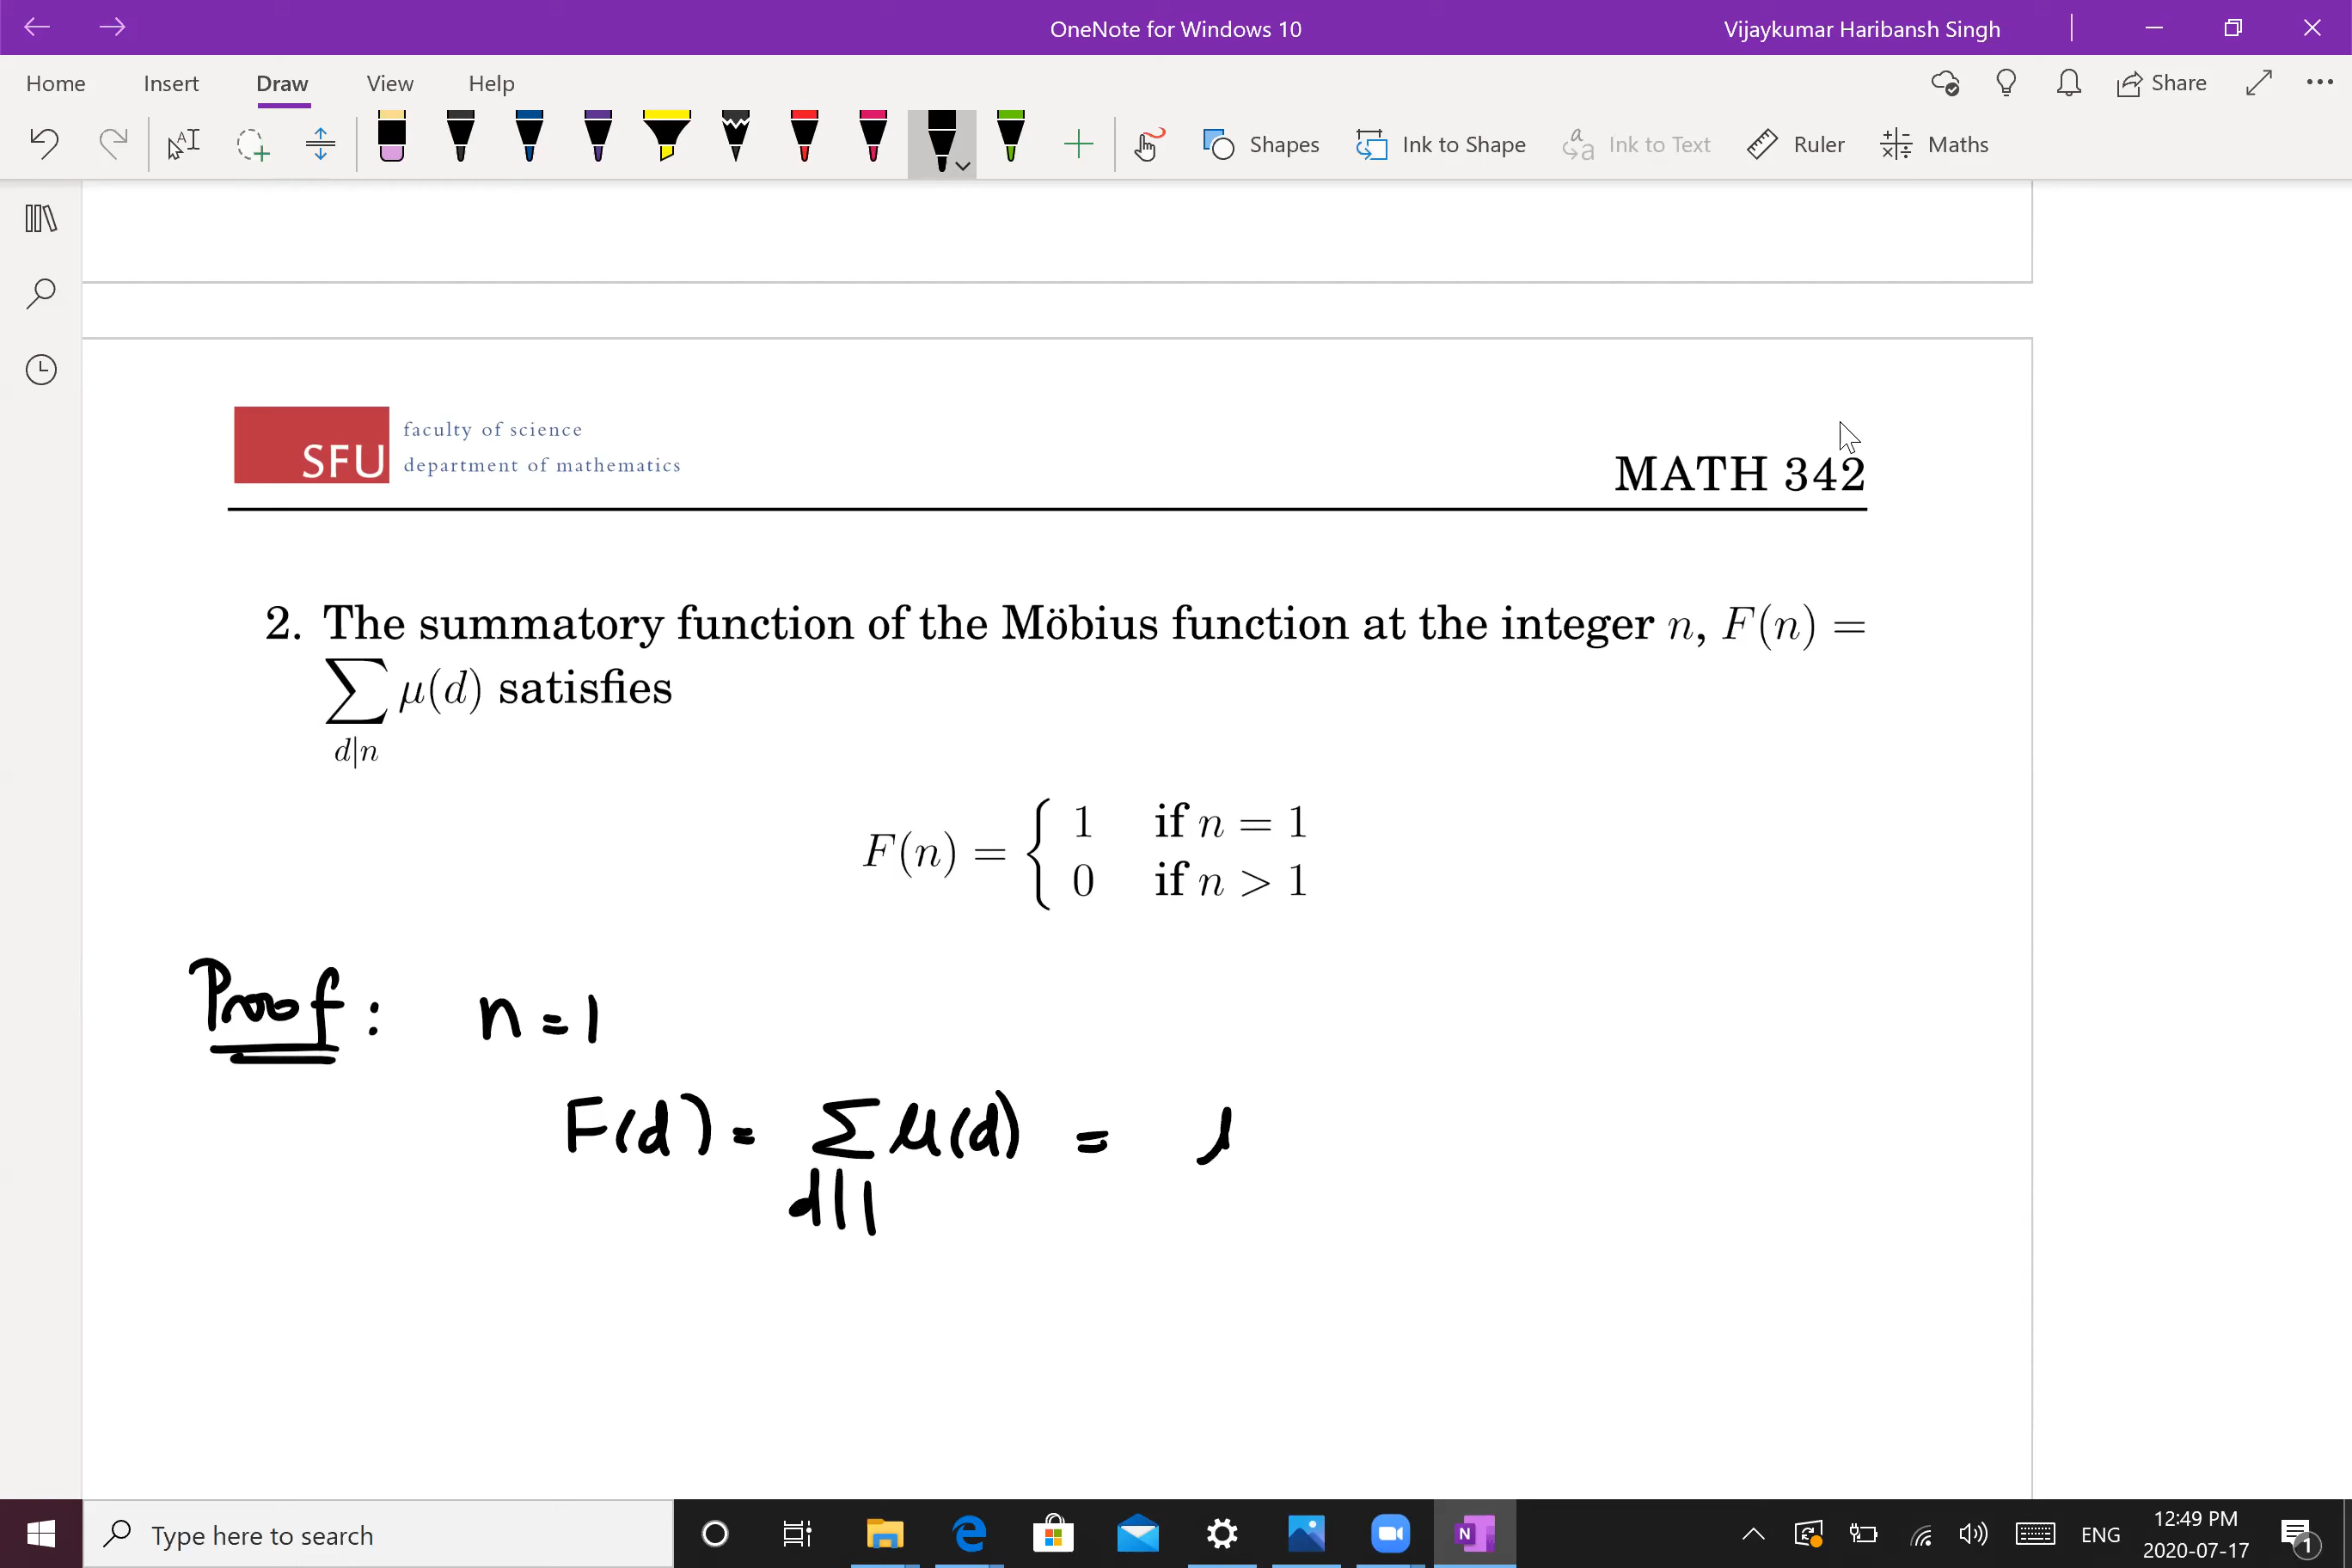 OneNote for Windows 10
Vijaykumar Haribansh Singh
Home Insert Draw View Help
Share
Shapes Ink to Shape Ink to Text Ruler Maths
SFU
faculty of science
department of mathematics
MATH 342
2. The summatory function of the Möbius function at the integer n, F(n) =
∑ μ(d) satisfies
d|n
F(n) = { 1 if n = 1
0 if n > 1
Proof: n=1
F(d) = ∑ μ(d) =
d|1
Type here to search
ENG
12:49 PM
2020-07-17
1